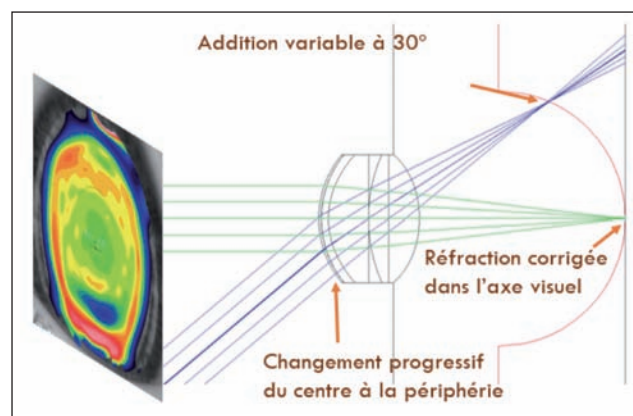 Addition variable à 30°
Réfraction corrigée
dans l'axe visuel
Changement progressif
du centre à la périphérie